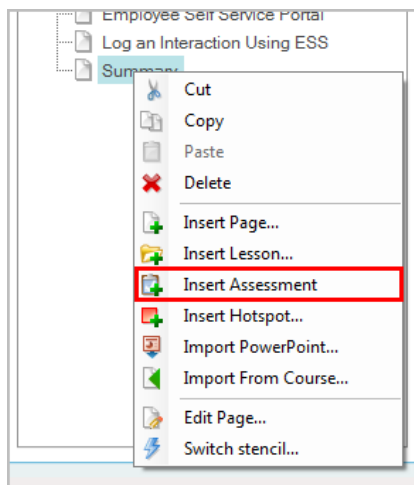 Employee Self Service Portal
Log an Interaction Using ESS
Summary
Cut
Copy
Paste
Delete
Insert Page...
Insert Lesson...
Insert Assessment
Insert Hotspot...
Import PowerPoint...
Import From Course...
Edit Page...
Switch stencil...